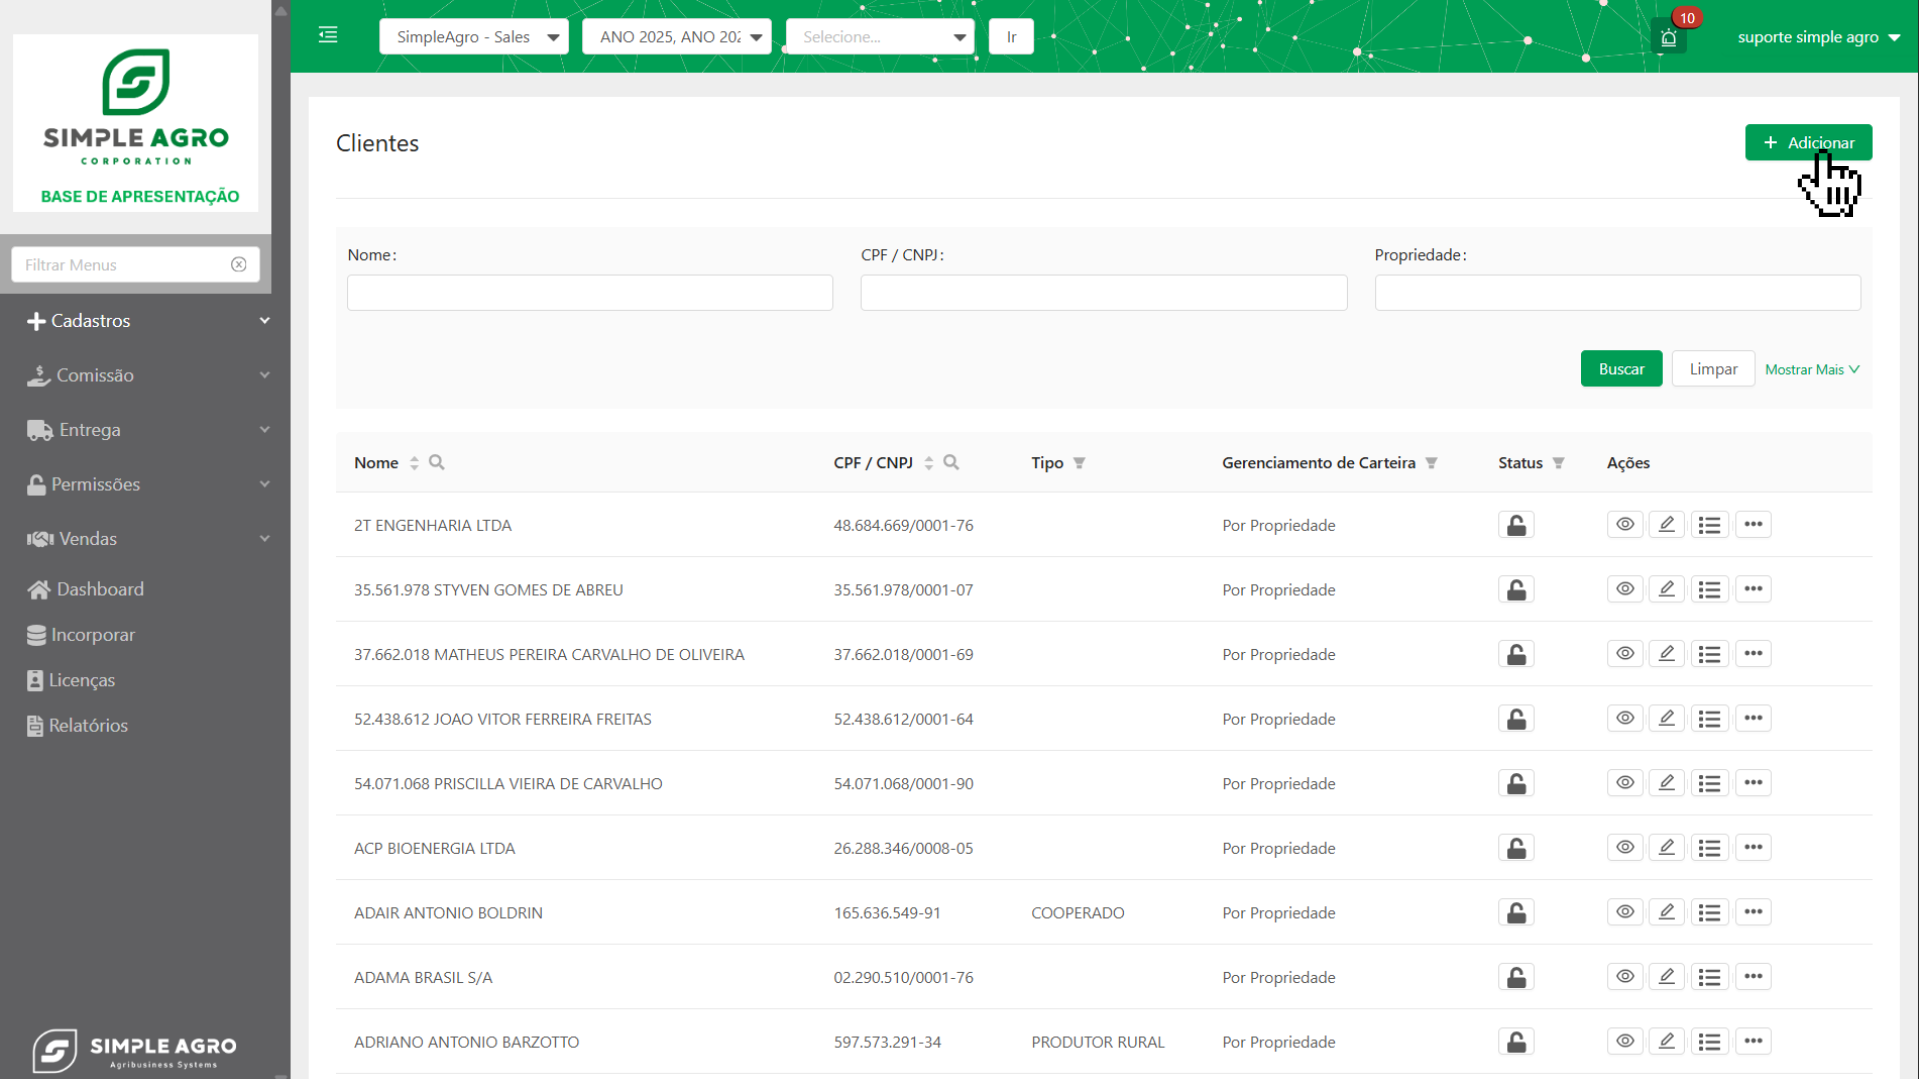 SIMPLE AGRO
CORPORATION
BASE DE APRESENTAÇÃO
Filtrar Menus
Cadastros
Comissão
Entrega
Permissões
Vendas
Dashboard
Incorporar
Licenças
Relatórios
SIMPLE AGRO
Agribusiness Systems
SimpleAgro - Sales
ANO 2025, ANO 202
Selecione...
Ir
10
suporte simple agro
Clientes
+ Adicionar
Nome:
CPF / CNPJ:
Propriedade:
Buscar
Limpar
Mostrar Mais
Nome CPF / CNPJ Tipo Gerenciamento de Carteira Status Ações
2T ENGENHARIA LTDA 48.684.669/0001-76 Por Propriedade
35.561.978 STYVEN GOMES DE ABREU 35.561.978/0001-07 Por Propriedade
37.662.018 MATHEUS PEREIRA CARVALHO DE OLIVEIRA 37.662.018/0001-69 Por Propriedade
52.438.612 JOAO VITOR FERREIRA FREITAS 52.438.612/0001-64 Por Propriedade
54.071.068 PRISCILLA VIEIRA DE CARVALHO 54.071.068/0001-90 Por Propriedade
ACP BIOENERGIA LTDA 26.288.346/0008-05 Por Propriedade
ADAIR ANTONIO BOLDRIN 165.636.549-91 COOPERADO Por Propriedade
ADAMA BRASIL S/A 02.290.510/0001-76 Por Propriedade
ADRIANO ANTONIO BARZOTTO 597.573.291-34 PRODUTOR RURAL Por Propriedade